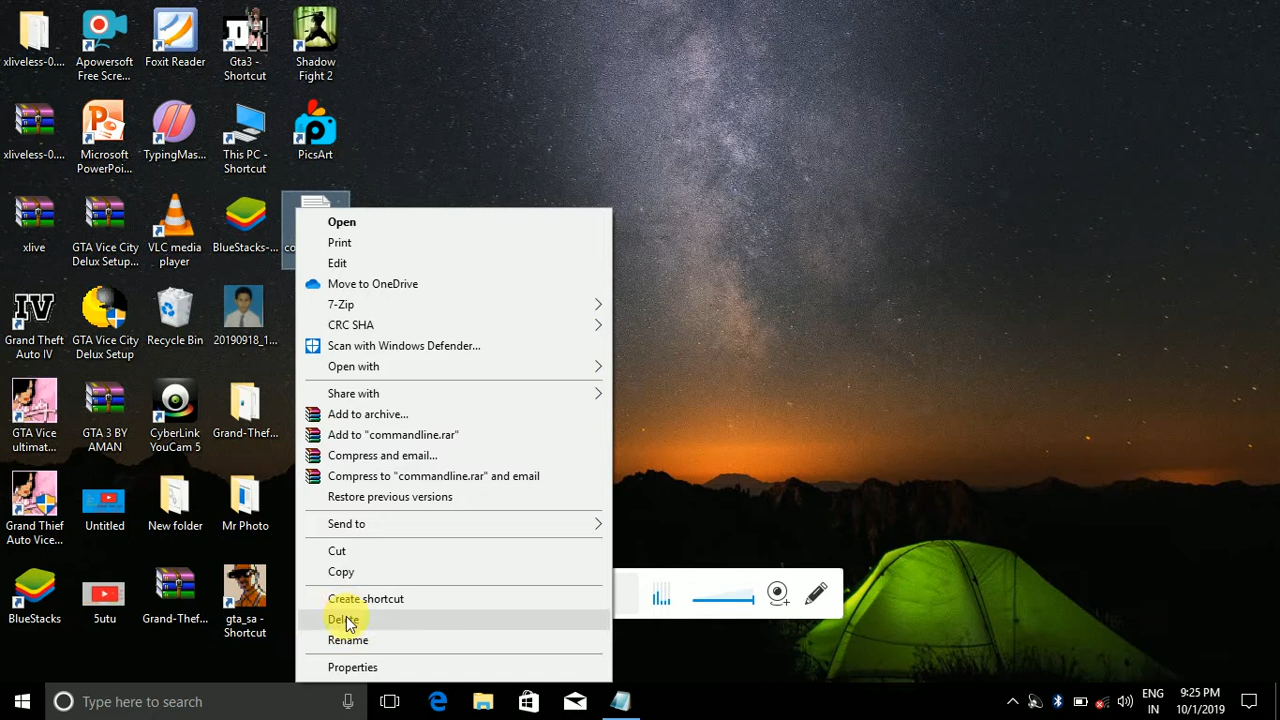 xliveless-0....
Apowersoft
Free Scre...
Foxit Reader
Gta3 -
Shortcut
Shadow
Fight 2
xliveless-0....
Microsoft
PowerPoi...
TypingMas...
This PC -
Shortcut
PicsArt
xlive
GTA Vice City
Delux Setup...
VLC media
player
BlueStacks-...
co
Grand Theft
Auto IV
GTA Vice City
Delux Setup
Recycle Bin
20190918_1...
GTA Vice
ultimat...
GTA 3 BY
AMAN
CyberLink
YouCam 5
Grand-Thef...
Grand Thief
Auto Vice...
Untitled
New folder
Mr Photo
BlueStacks
5utu
Grand-Thef...
gta_sa -
Shortcut
Open
Print
Edit
Move to OneDrive
7-Zip
CRC SHA
Scan with Windows Defender...
Open with
Share with
Add to archive...
Add to "commandline.rar"
Compress and email...
Compress to "commandline.rar" and email
Restore previous versions
Send to
Cut
Copy
Create shortcut
Delete
Rename
Properties
Type here to search
ENG
IN
9:25 PM
10/1/2019